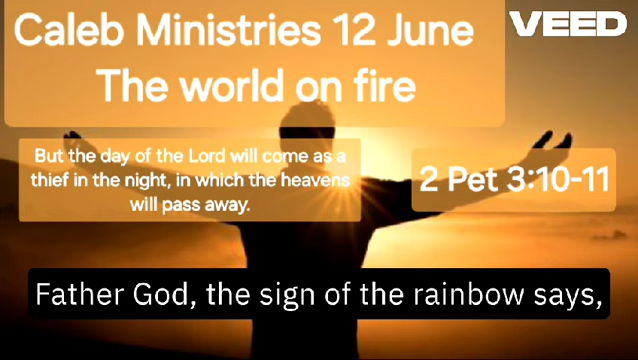 Caleb Ministries 12 June
The world on fire
VEED
But the day of the Lord will come as a
thief in the night, in which the heavens
will pass away.
2 Pet 3:10-11
Father God, the sign of the rainbow says,